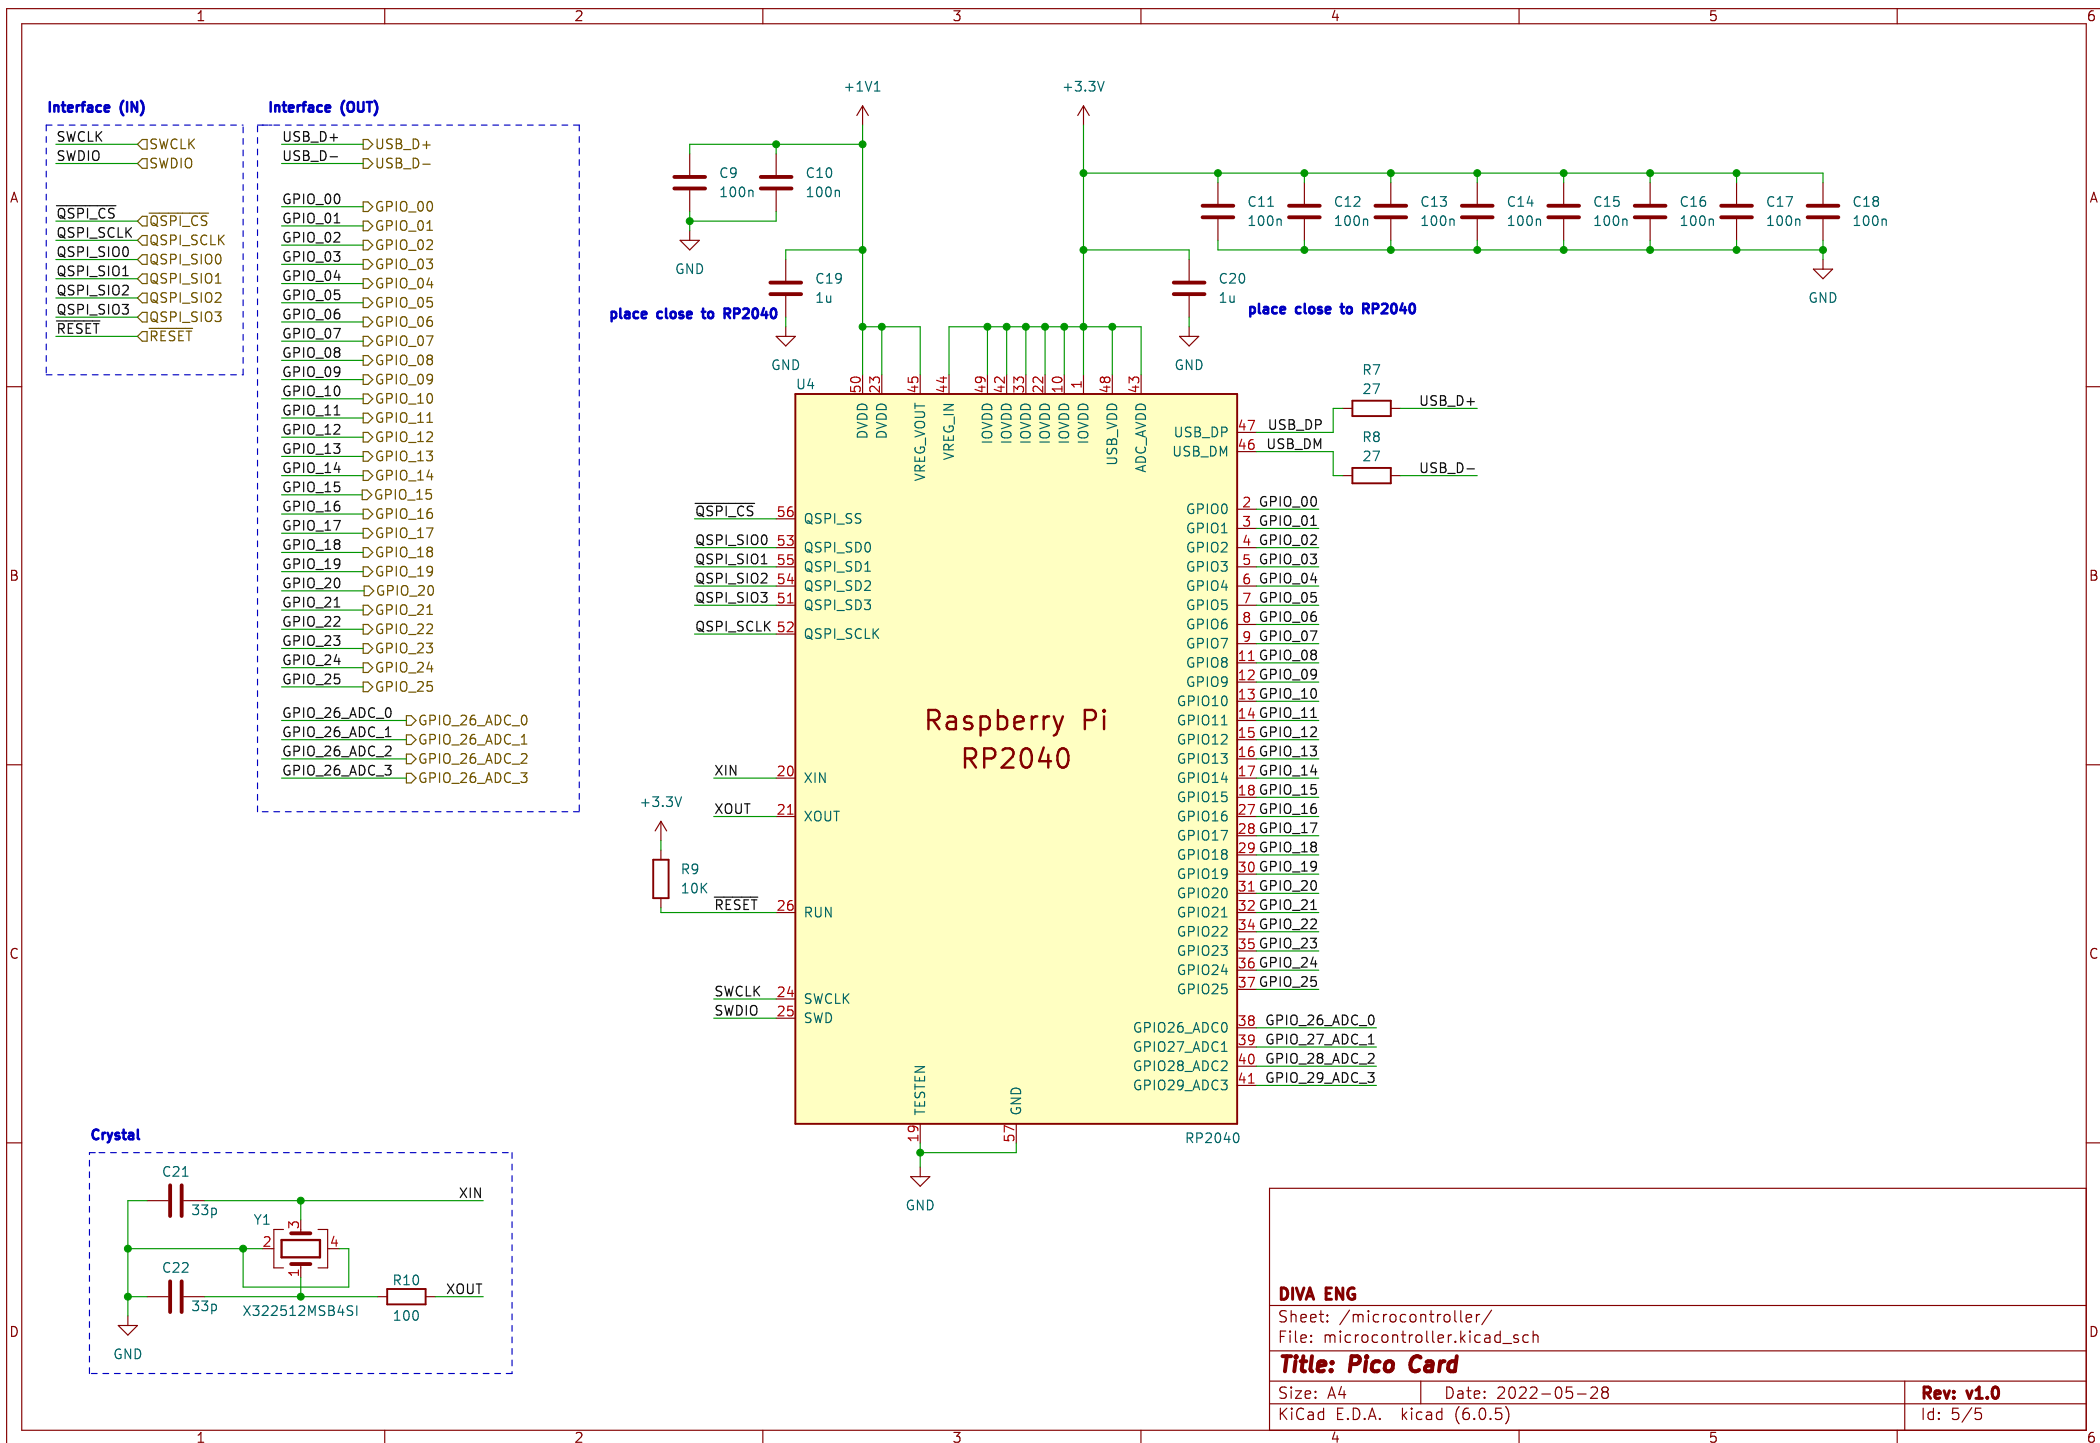 1 2 3 4 5 6
A A
B B
C C
D D
Interface (IN)
SWCLK SWCLK
SWDIO SWDIO
QSPI_CS QSPI_CS
QSPI_SCLK QSPI_SCLK
QSPI_SIO0 QSPI_SIO0
QSPI_SIO1 QSPI_SIO1
QSPI_SIO2 QSPI_SIO2
QSPI_SIO3 QSPI_SIO3
RESET RESET
Interface (OUT)
USB_D+ USB_D+
USB_D- USB_D-
GPIO_00 GPIO_00
GPIO_01 GPIO_01
GPIO_02 GPIO_02
GPIO_03 GPIO_03
GPIO_04 GPIO_04
GPIO_05 GPIO_05
GPIO_06 GPIO_06
GPIO_07 GPIO_07
GPIO_08 GPIO_08
GPIO_09 GPIO_09
GPIO_10 GPIO_10
GPIO_11 GPIO_11
GPIO_12 GPIO_12
GPIO_13 GPIO_13
GPIO_14 GPIO_14
GPIO_15 GPIO_15
GPIO_16 GPIO_16
GPIO_17 GPIO_17
GPIO_18 GPIO_18
GPIO_19 GPIO_19
GPIO_20 GPIO_20
GPIO_21 GPIO_21
GPIO_22 GPIO_22
GPIO_23 GPIO_23
GPIO_24 GPIO_24
GPIO_25 GPIO_25
GPIO_26_ADC_0 GPIO_26_ADC_0
GPIO_26_ADC_1 GPIO_26_ADC_1
GPIO_26_ADC_2 GPIO_26_ADC_2
GPIO_26_ADC_3 GPIO_26_ADC_3
+1V1
+3.3V
C9
100n
C10
100n
GND
C19
1u
GND
place close to RP2040
C11
100n
C12
100n
C13
100n
C14
100n
C15
100n
C16
100n
C17
100n
C18
100n
GND
C20
1u
GND
place close to RP2040
U4
50 DVDD
23 DVDD
45 VREG_VOUT
44 VREG_IN
49 IOVDD
42 IOVDD
33 IOVDD
22 IOVDD
10 IOVDD
1 IOVDD
48 USB_VDD
43 ADC_AVDD
R7
27
R8
27
USB_DP 47 USB_DP USB_D+
USB_DM 46 USB_DM USB_D-
QSPI_CS 56 QSPI_SS
QSPI_SIO0 53 QSPI_SD0
QSPI_SIO1 55 QSPI_SD1
QSPI_SIO2 54 QSPI_SD2
QSPI_SIO3 51 QSPI_SD3
QSPI_SCLK 52 QSPI_SCLK
XIN 20 XIN
XOUT 21 XOUT
+3.3V
R9
10K
RESET 26 RUN
SWCLK 24 SWCLK
SWDIO 25 SWD
Raspberry Pi
RP2040
GPIO0 2 GPIO_00
GPIO1 3 GPIO_01
GPIO2 4 GPIO_02
GPIO3 5 GPIO_03
GPIO4 6 GPIO_04
GPIO5 7 GPIO_05
GPIO6 8 GPIO_06
GPIO7 9 GPIO_07
GPIO8 11 GPIO_08
GPIO9 12 GPIO_09
GPIO10 13 GPIO_10
GPIO11 14 GPIO_11
GPIO12 15 GPIO_12
GPIO13 16 GPIO_13
GPIO14 17 GPIO_14
GPIO15 18 GPIO_15
GPIO16 27 GPIO_16
GPIO17 28 GPIO_17
GPIO18 29 GPIO_18
GPIO19 30 GPIO_19
GPIO20 31 GPIO_20
GPIO21 32 GPIO_21
GPIO22 34 GPIO_22
GPIO23 35 GPIO_23
GPIO24 36 GPIO_24
GPIO25 37 GPIO_25
GPIO26_ADC0 38 GPIO_26_ADC_0
GPIO27_ADC1 39 GPIO_27_ADC_1
GPIO28_ADC2 40 GPIO_28_ADC_2
GPIO29_ADC3 41 GPIO_29_ADC_3
TESTEN 19
GND 57
RP2040
GND
Crystal
C21
33p
XIN
Y1
2 3 4 1
C22
33p
X322512MSB4SI
R10
100
XOUT
GND
DIVA ENG
Sheet: /microcontroller/
File: microcontroller.kicad_sch
Title: Pico Card
Size: A4 Date: 2022-05-28 Rev: v1.0
KiCad E.D.A. kicad (6.0.5) Id: 5/5
1 2 3 4 5 6